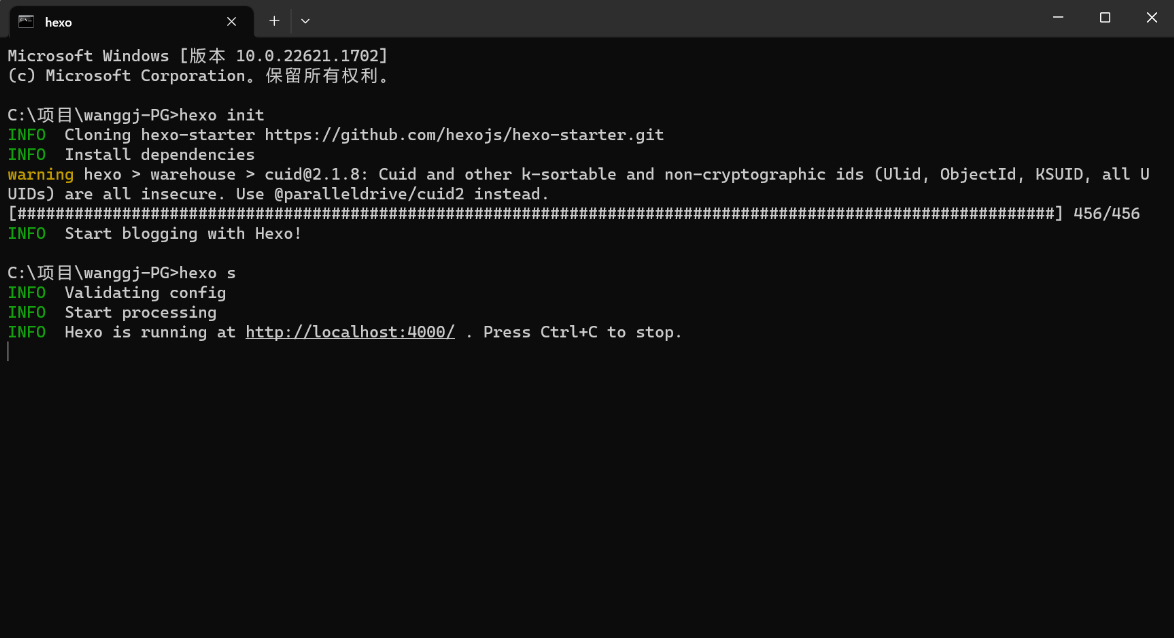 hexo
Microsoft Windows [版本 10.0.22621.1702]
(c) Microsoft Corporation。保留所有权利。
C:\项目\wanggj-PG>hexo init
INFO  Cloning hexo-starter https://github.com/hexojs/hexo-starter.git
INFO  Install dependencies
warning hexo > warehouse > cuid@2.1.8: Cuid and other k-sortable and non-cryptographic ids (Ulid, ObjectId, KSUID, all U
UIDs) are all insecure. Use @paralleldrive/cuid2 instead.
[#############################################################################################################] 456/456
INFO  Start blogging with Hexo!
C:\项目\wanggj-PG>hexo s
INFO  Validating config
INFO  Start processing
INFO  Hexo is running at http://localhost:4000/ . Press Ctrl+C to stop.